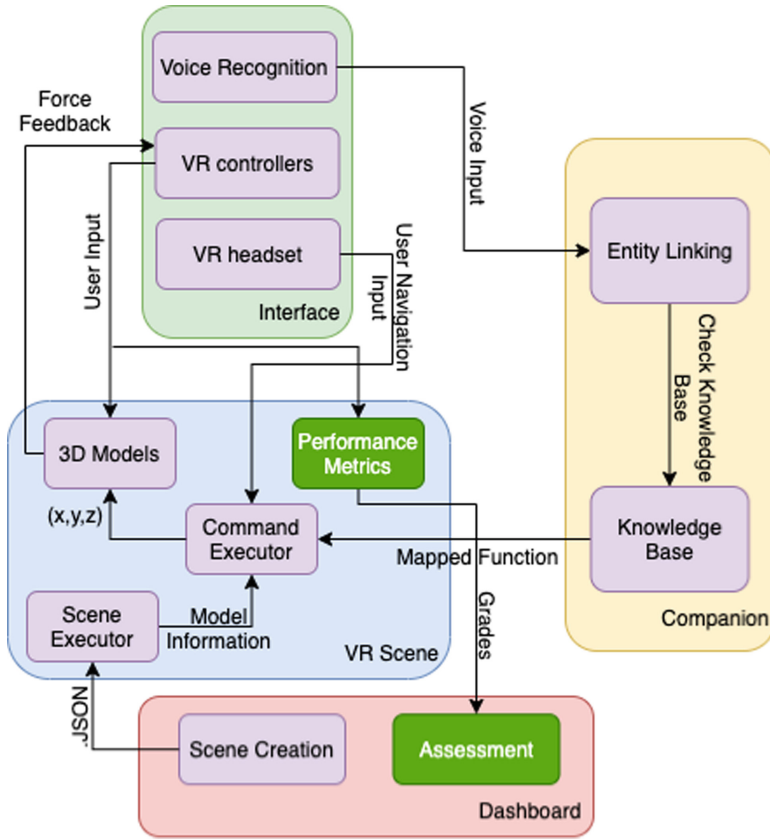 Voice Recognition
Force
Feedback
VR controllers
Voice Input
User Input
VR headset
User Navigation
Input
Interface
Entity Linking
Check Knowledge
Base
3D Models
Performance
Metrics
(x,y,z)
Command
Executor
Mapped Function
Knowledge
Base
Scene
Executor
Model
Information
VR Scene
Grades
Companion
.JSON
Scene Creation
Assessment
Dashboard